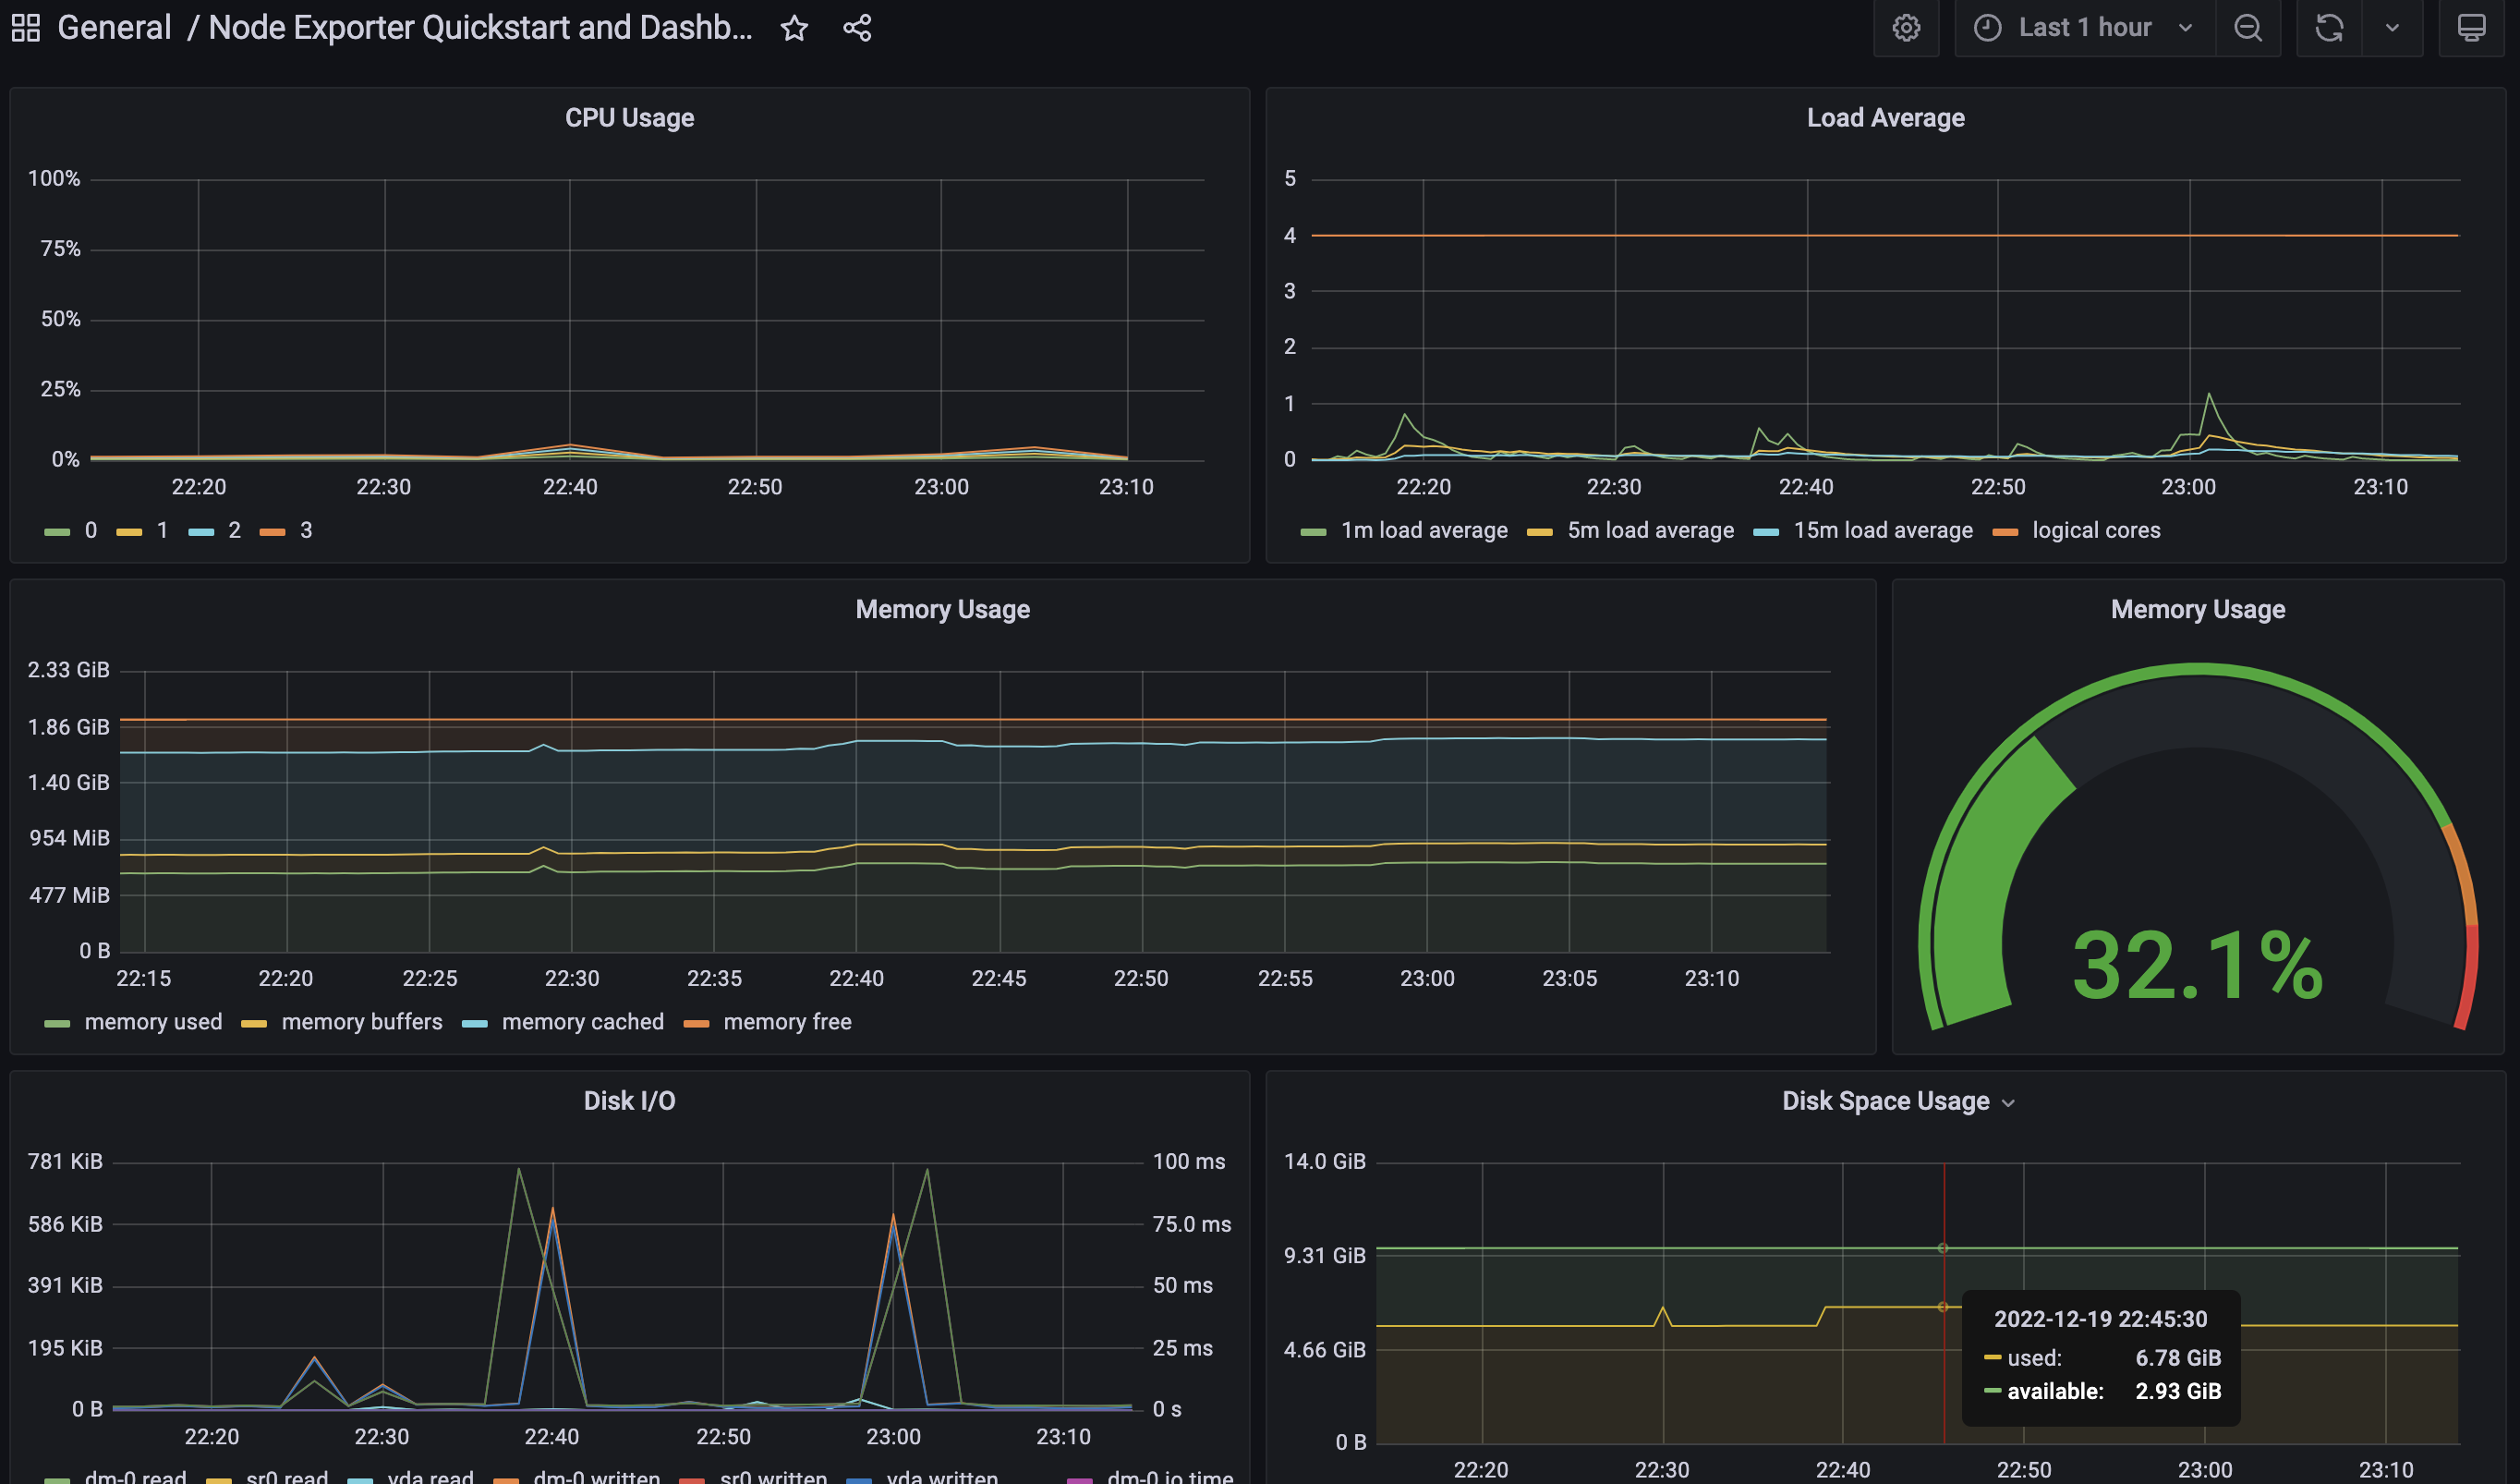 General / Node Exporter Quickstart and Dashb...
Last 1 hour
CPU Usage
100%
75%
50%
25%
0%
22:20 22:30 22:40 22:50 23:00 23:10
0 1 2 3
Load Average
5
4
3
2
1
0
22:20 22:30 22:40 22:50 23:00 23:10
1m load average 5m load average 15m load average logical cores
Memory Usage
2.33 GiB
1.86 GiB
1.40 GiB
954 MiB
477 MiB
0 B
22:15 22:20 22:25 22:30 22:35 22:40 22:45 22:50 22:55 23:00 23:05 23:10
memory used memory buffers memory cached memory free
Memory Usage
32.1%
Disk I/O
781 KiB 100 ms
586 KiB 75.0 ms
391 KiB 50 ms
195 KiB 25 ms
0 B 0 s
22:20 22:30 22:40 22:50 23:00 23:10
dm-0 read sr0 read vda read dm-0 written sr0 written vda written dm-0 io time
Disk Space Usage
14.0 GiB
9.31 GiB
4.66 GiB
0 B
2022-12-19 22:45:30
used: 6.78 GiB
available: 2.93 GiB
22:20 22:30 22:40 22:50 23:00 23:10